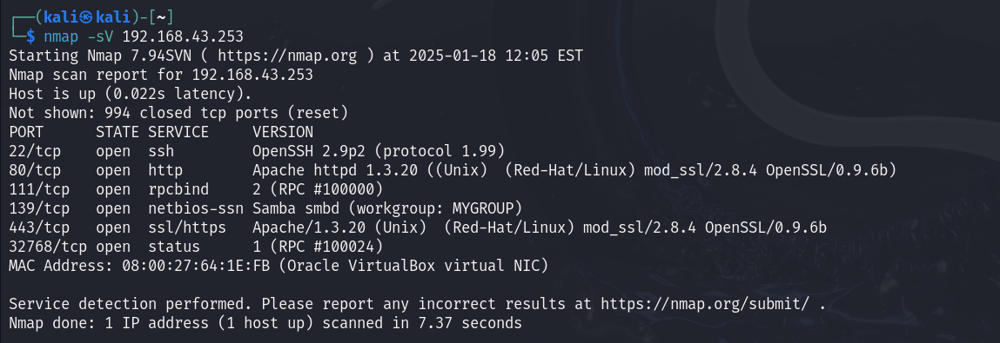 ┌──(kali㉿kali)-[~]
└─$ nmap -sV 192.168.43.253
Starting Nmap 7.94SVN ( https://nmap.org ) at 2025-01-18 12:05 EST
Nmap scan report for 192.168.43.253
Host is up (0.022s latency).
Not shown: 994 closed tcp ports (reset)
PORT      STATE SERVICE     VERSION
22/tcp    open  ssh         OpenSSH 2.9p2 (protocol 1.99)
80/tcp    open  http        Apache httpd 1.3.20 ((Unix)  (Red-Hat/Linux) mod_ssl/2.8.4 OpenSSL/0.9.6b)
111/tcp   open  rpcbind     2 (RPC #100000)
139/tcp   open  netbios-ssn Samba smbd (workgroup: MYGROUP)
443/tcp   open  ssl/https   Apache/1.3.20 (Unix)  (Red-Hat/Linux) mod_ssl/2.8.4 OpenSSL/0.9.6b
32768/tcp open  status      1 (RPC #100024)
MAC Address: 08:00:27:64:1E:FB (Oracle VirtualBox virtual NIC)

Service detection performed. Please report any incorrect results at https://nmap.org/submit/ .
Nmap done: 1 IP address (1 host up) scanned in 7.37 seconds